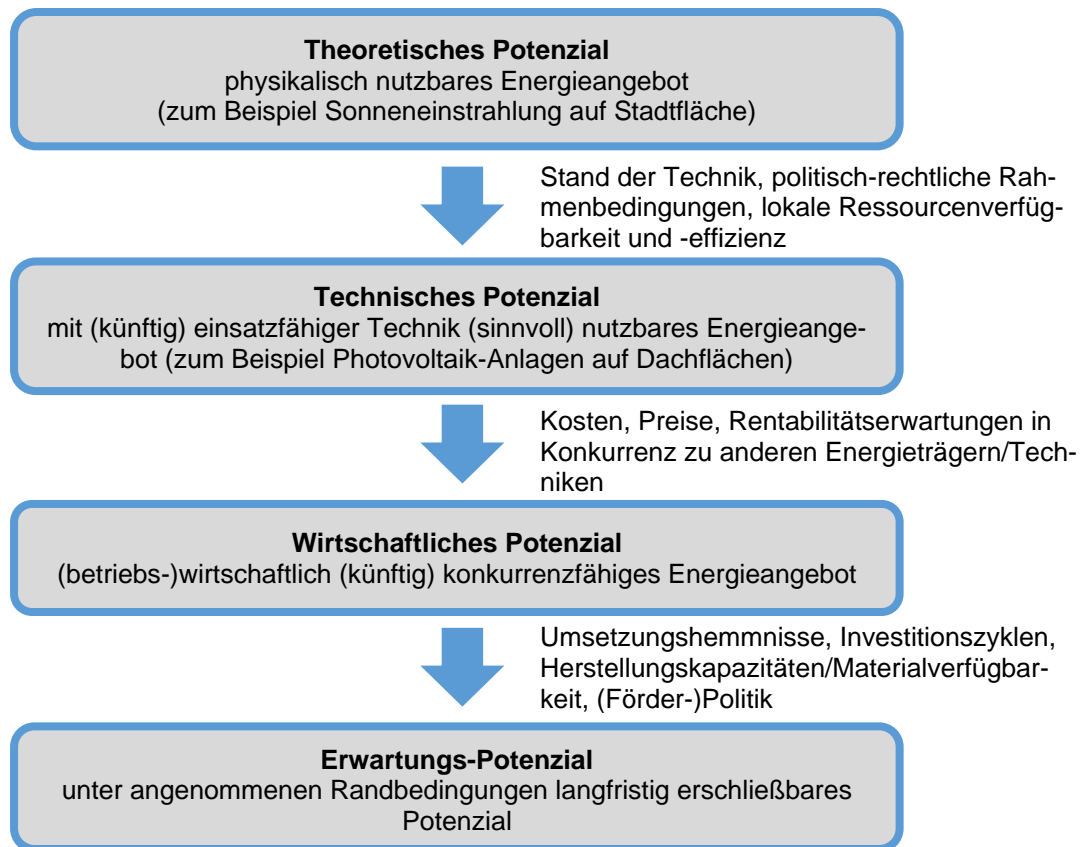 Theoretisches Potenzial
physikalisch nutzbares Energieangebot
(zum Beispiel Sonneneinstrahlung auf Stadtfläche)
Stand der Technik, politisch-rechtliche Rah-
menbedingungen, lokale Ressourcenverfüg-
barkeit und -effizienz
Technisches Potenzial
mit (künftig) einsatzfähiger Technik (sinnvoll) nutzbares Energieange-
bot (zum Beispiel Photovoltaik-Anlagen auf Dachflächen)
Kosten, Preise, Rentabilitätserwartungen in
Konkurrenz zu anderen Energieträgern/Tech-
niken
Wirtschaftliches Potenzial
(betriebs-)wirtschaftlich (künftig) konkurrenzfähiges Energieangebot
Umsetzungshemmnisse, Investitionszyklen,
Herstellungskapazitäten/Materialverfügbar-
keit, (Förder-)Politik
Erwartungs-Potenzial
unter angenommenen Randbedingungen langfristig erschließbares
Potenzial